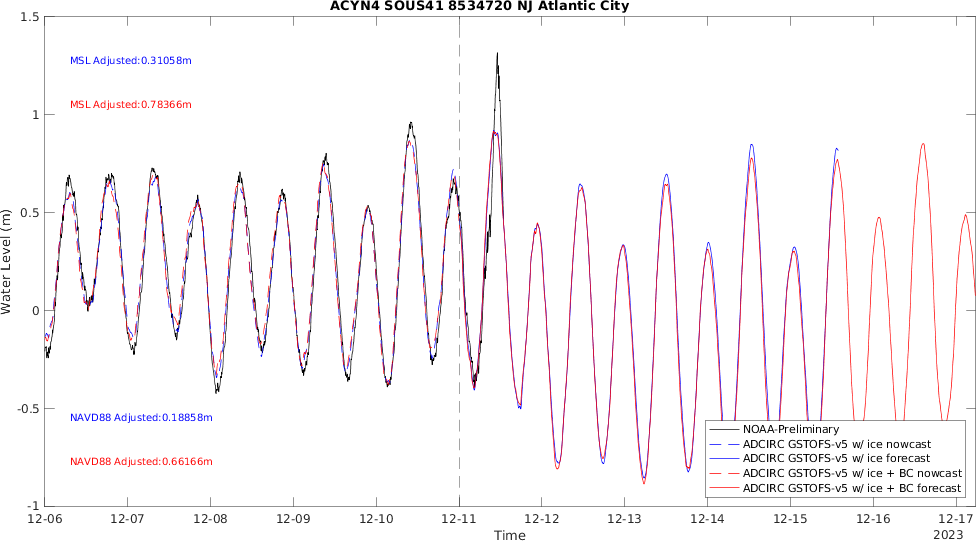 ACYN4 SOUS41 8534720 NJ Atlantic City
1.5
1
0.5
0
-0.5
-1
Water Level (m)
MSL Adjusted:0.31058m
MSL Adjusted:0.78366m
NAVD88 Adjusted:0.18858m
NAVD88 Adjusted:0.66166m
NOAA-Preliminary
ADCIRC GSTOFS-v5 w/ ice nowcast
ADCIRC GSTOFS-v5 w/ ice forecast
ADCIRC GSTOFS-v5 w/ ice + BC nowcast
ADCIRC GSTOFS-v5 w/ ice + BC forecast
12-06 12-07 12-08 12-09 12-10 12-11 12-12 12-13 12-14 12-15 12-16 12-17
Time
2023